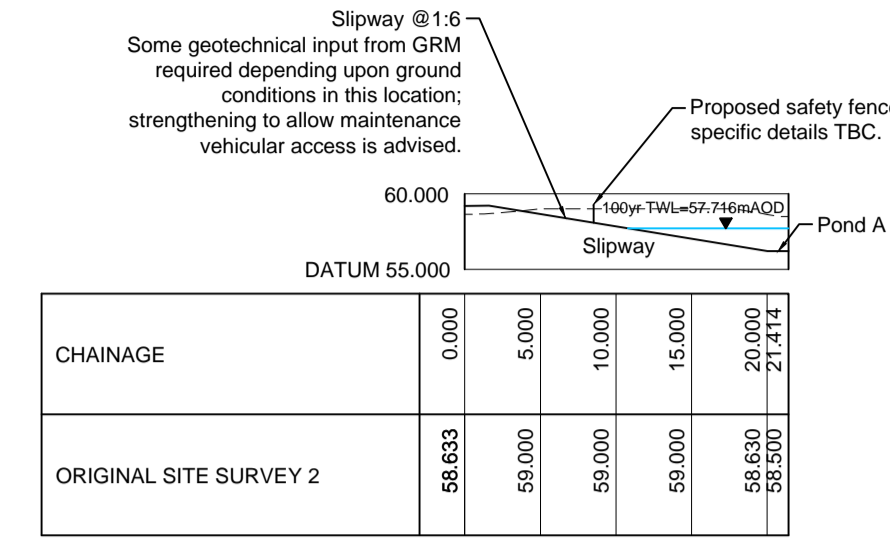 Slipway @1:6
Some geotechnical input from GRM
required depending upon ground
conditions in this location;
strengthening to allow maintenance
vehicular access is advised.
Proposed safety fence
specific details TBC.
60.000
100yr TWL=57.716mAOD
Pond A
Slipway
DATUM 55.000
CHAINAGE
0.000
5.000
10.000
15.000
20.000
21.414
ORIGINAL SITE SURVEY 2
58.633
59.000
59.000
59.000
58.630
58.500